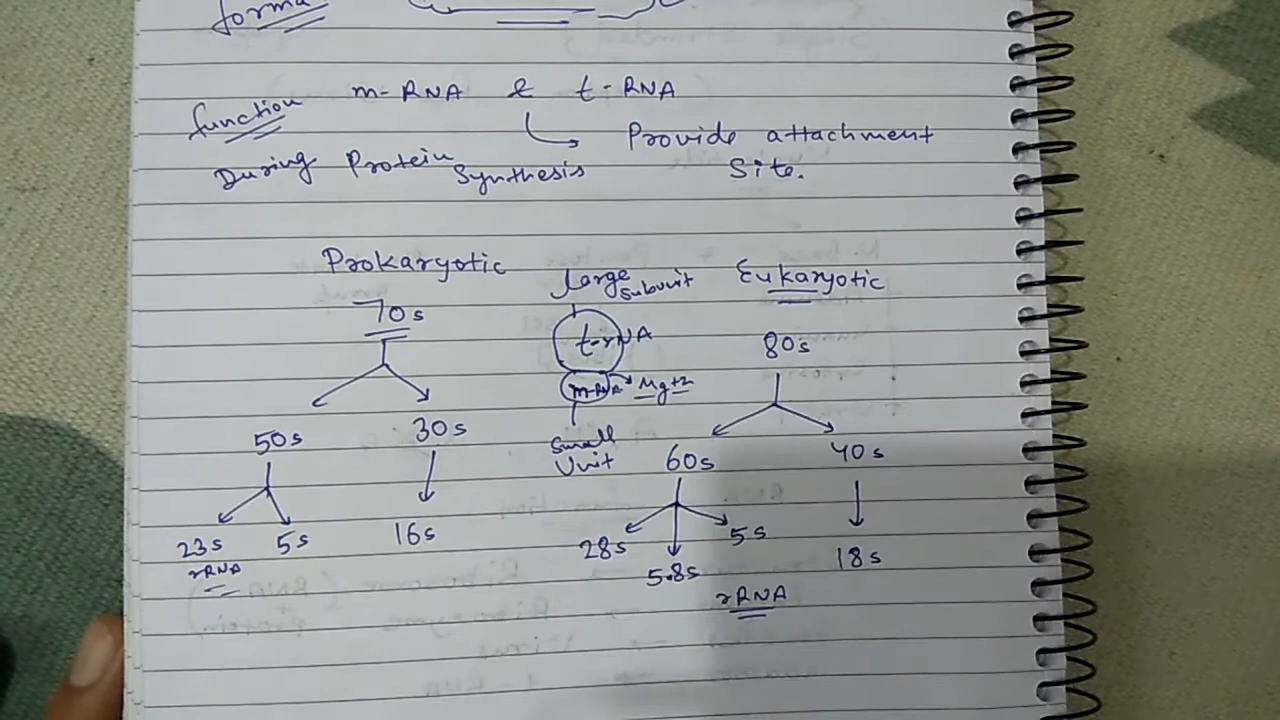 forma
function m-RNA & t-RNA
Provide attachment
During Protein Synthesis Site.
Prokaryotic large subunit Eukaryotic
70s
t-rNA 80s
m-RNA Mg+2
50s 30s Small 60s 40s
Unit
23s 5s 16s 28s 5.8s 5s 18s
rRNA rRNA